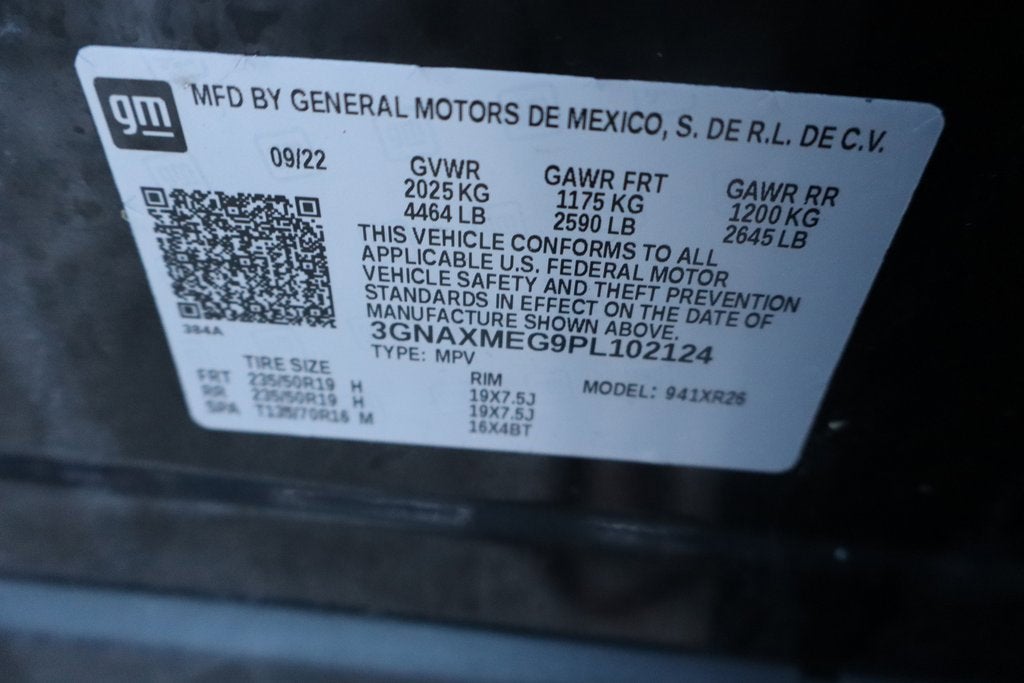 gm
MFD BY GENERAL MOTORS DE MEXICO, S. DE R.L. DE C.V.
09/22 GVWR GAWR FRT GAWR RR
2025 KG 1175 KG 1200 KG
4464 LB 2590 LB 2645 LB
THIS VEHICLE CONFORMS TO ALL
APPLICABLE U.S. FEDERAL MOTOR
VEHICLE SAFETY AND THEFT PREVENTION
STANDARDS IN EFFECT ON THE DATE OF
MANUFACTURE SHOWN ABOVE.
384A
3GNAXMEG9PL102124
TYPE: MPV
MODEL: 941XR26
TIRE SIZE RIM
FRT 235/50R19 H 19X7.5J
RR 235/50R19 H 19X7.5J
SPA T135/70R16 M 16X4BT